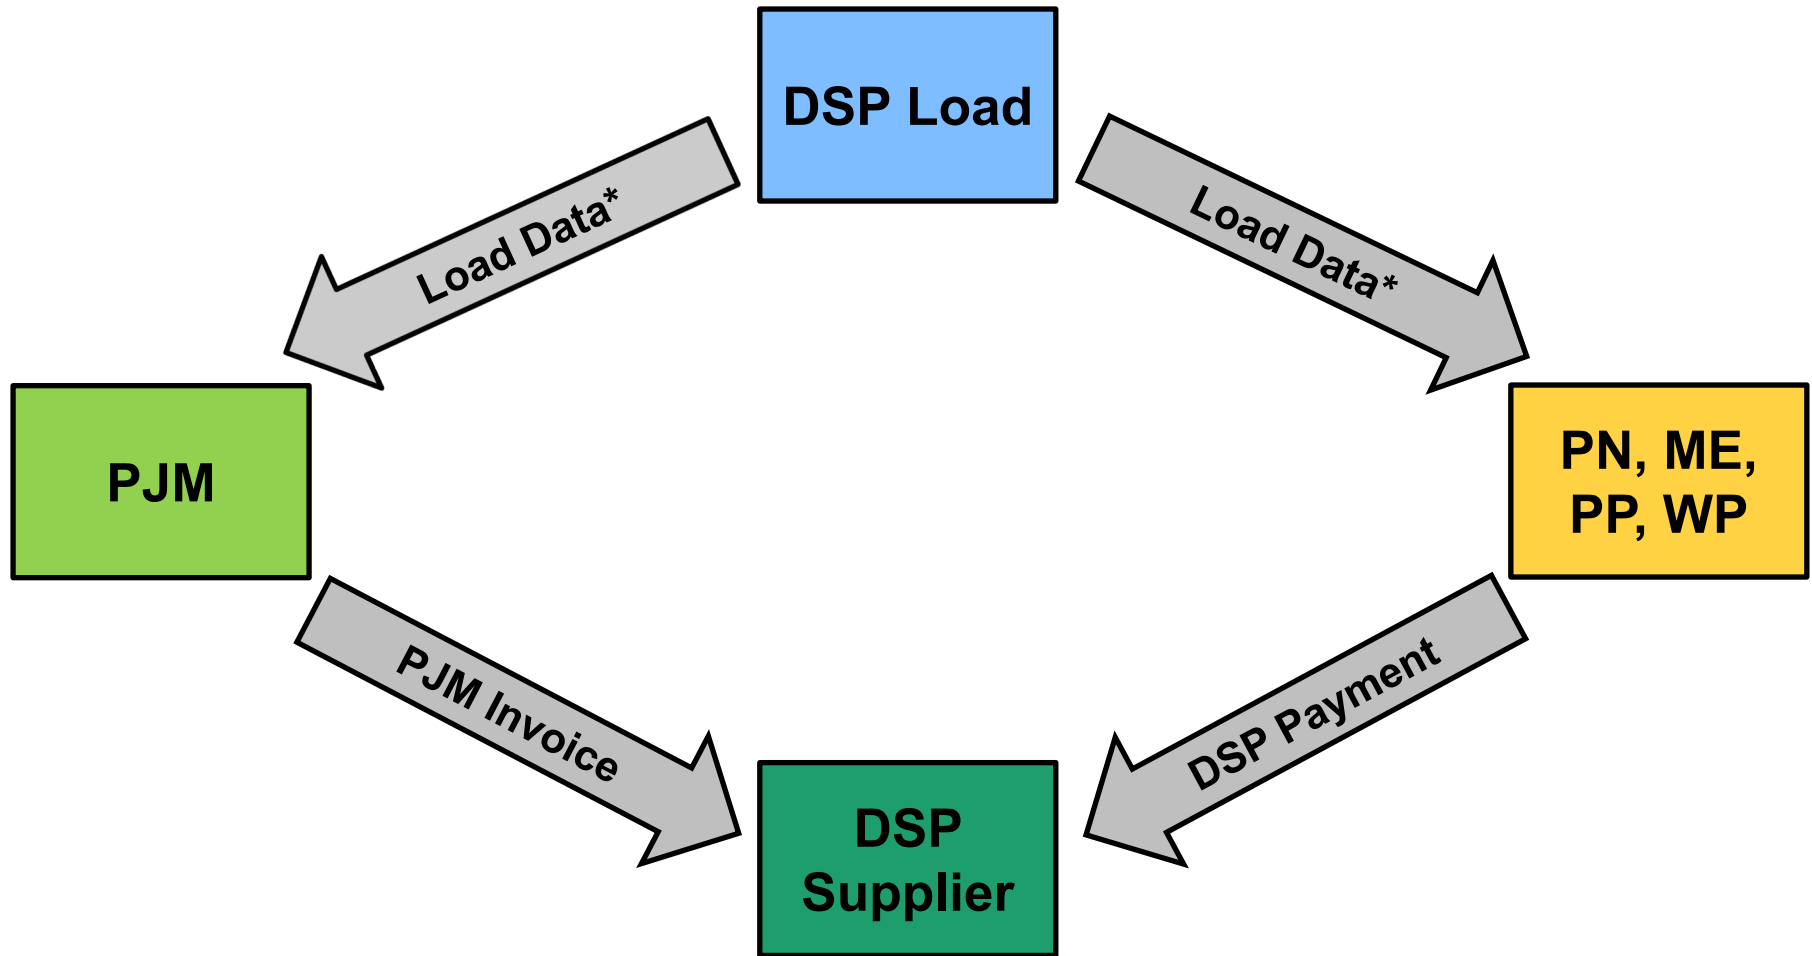 DSP Load
Load Data*
Load Data*
PJM
PN, ME,
PP, WP
PJM Invoice
DSP Payment
DSP
Supplier